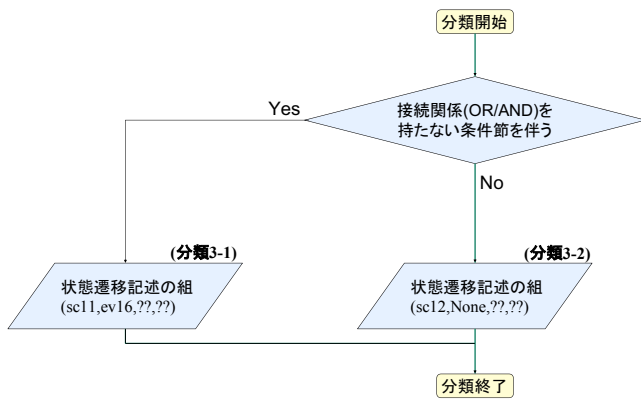 分類開始
接続関係(OR/AND)を
持たない条件節を伴う
Yes
No
(分類3-1)
状態遷移記述の組
(sc11,ev16,??,??)
(分類3-2)
状態遷移記述の組
(sc12,None,??,??)
分類終了